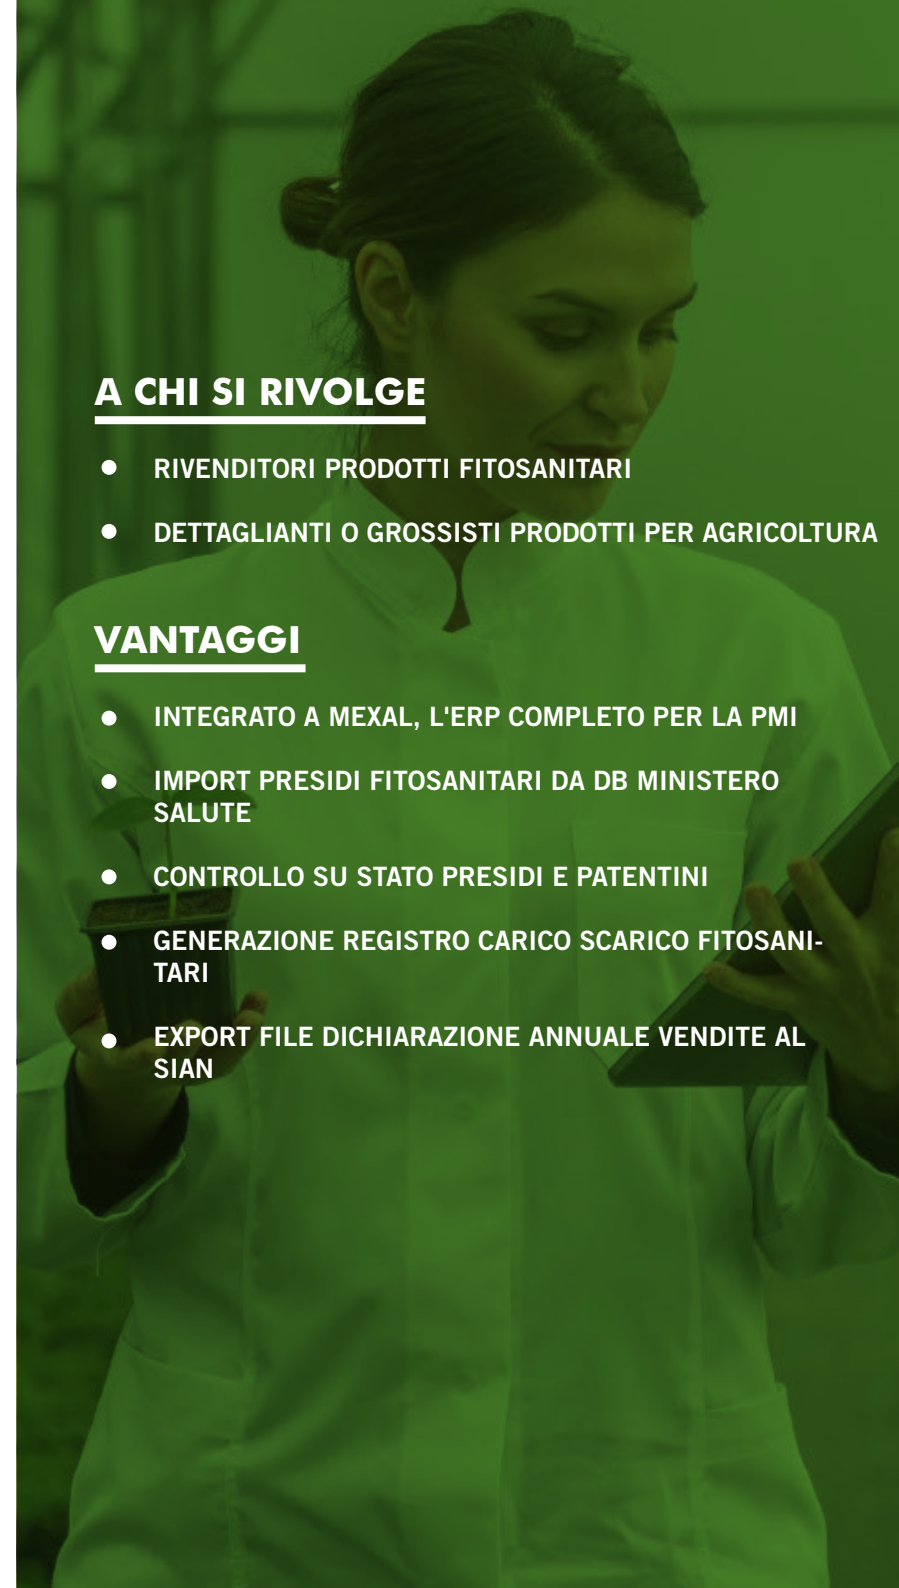 A CHI SI RIVOLGE
RIVENDITORI PRODOTTI FITOSANITARI
DETTAGLIANTI O GROSSISTI PRODOTTI PER AGRICOLTURA
VANTAGGI
INTEGRATO A MEXAL, L'ERP COMPLETO PER LA PMI
IMPORT PRESIDI FITOSANITARI DA DB MINISTERO
SALUTE
CONTROLLO SU STATO PRESIDI E PATENTINI
GENERAZIONE REGISTRO CARICO SCARICO FITOSANI-
TARI
EXPORT FILE DICHIARAZIONE ANNUALE VENDITE AL
SIAN